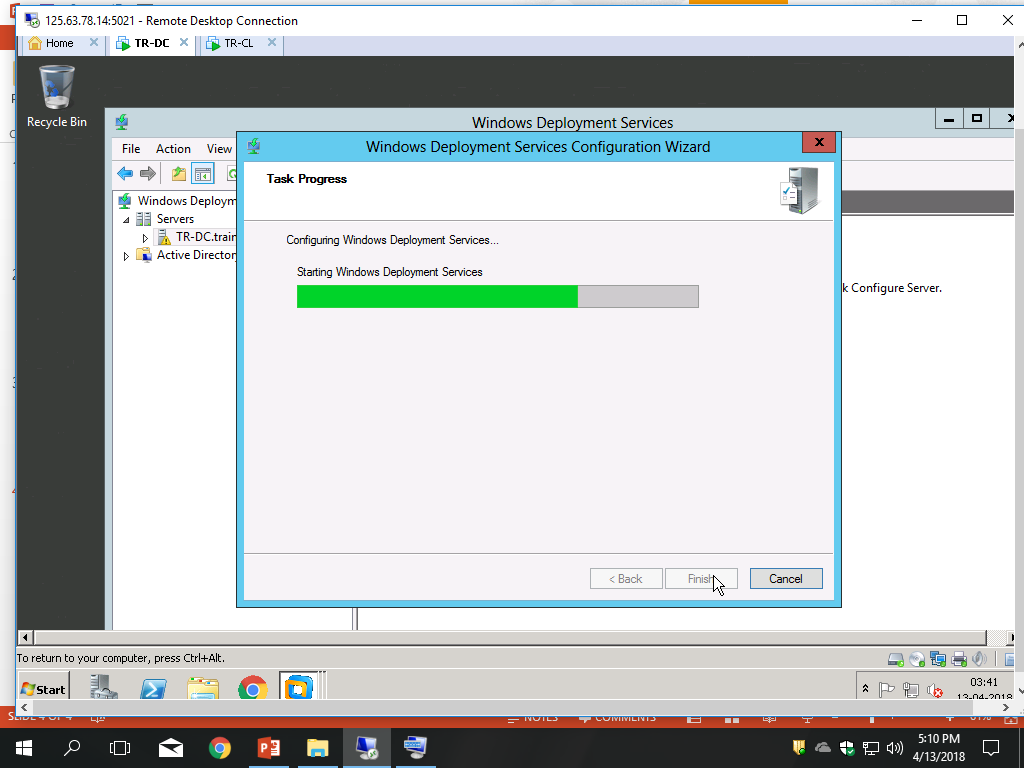 125.63.78.14:5021 - Remote Desktop Connection
Home
TR-DC
TR-CL
Recycle Bin
Windows Deployment Services
File Action View
Windows Deployment Services Configuration Wizard
Task Progress
Windows Deploym
Servers
TR-DC.train
Active Directory
Configuring Windows Deployment Services...
Starting Windows Deployment Services
k Configure Server.
< Back
Finish
Cancel
To return to your computer, press Ctrl+Alt.
Start
03:41
13-04-2018
SLIDE 4 OF 4
NOTES
COMMENTS
81%
5:10 PM
4/13/2018